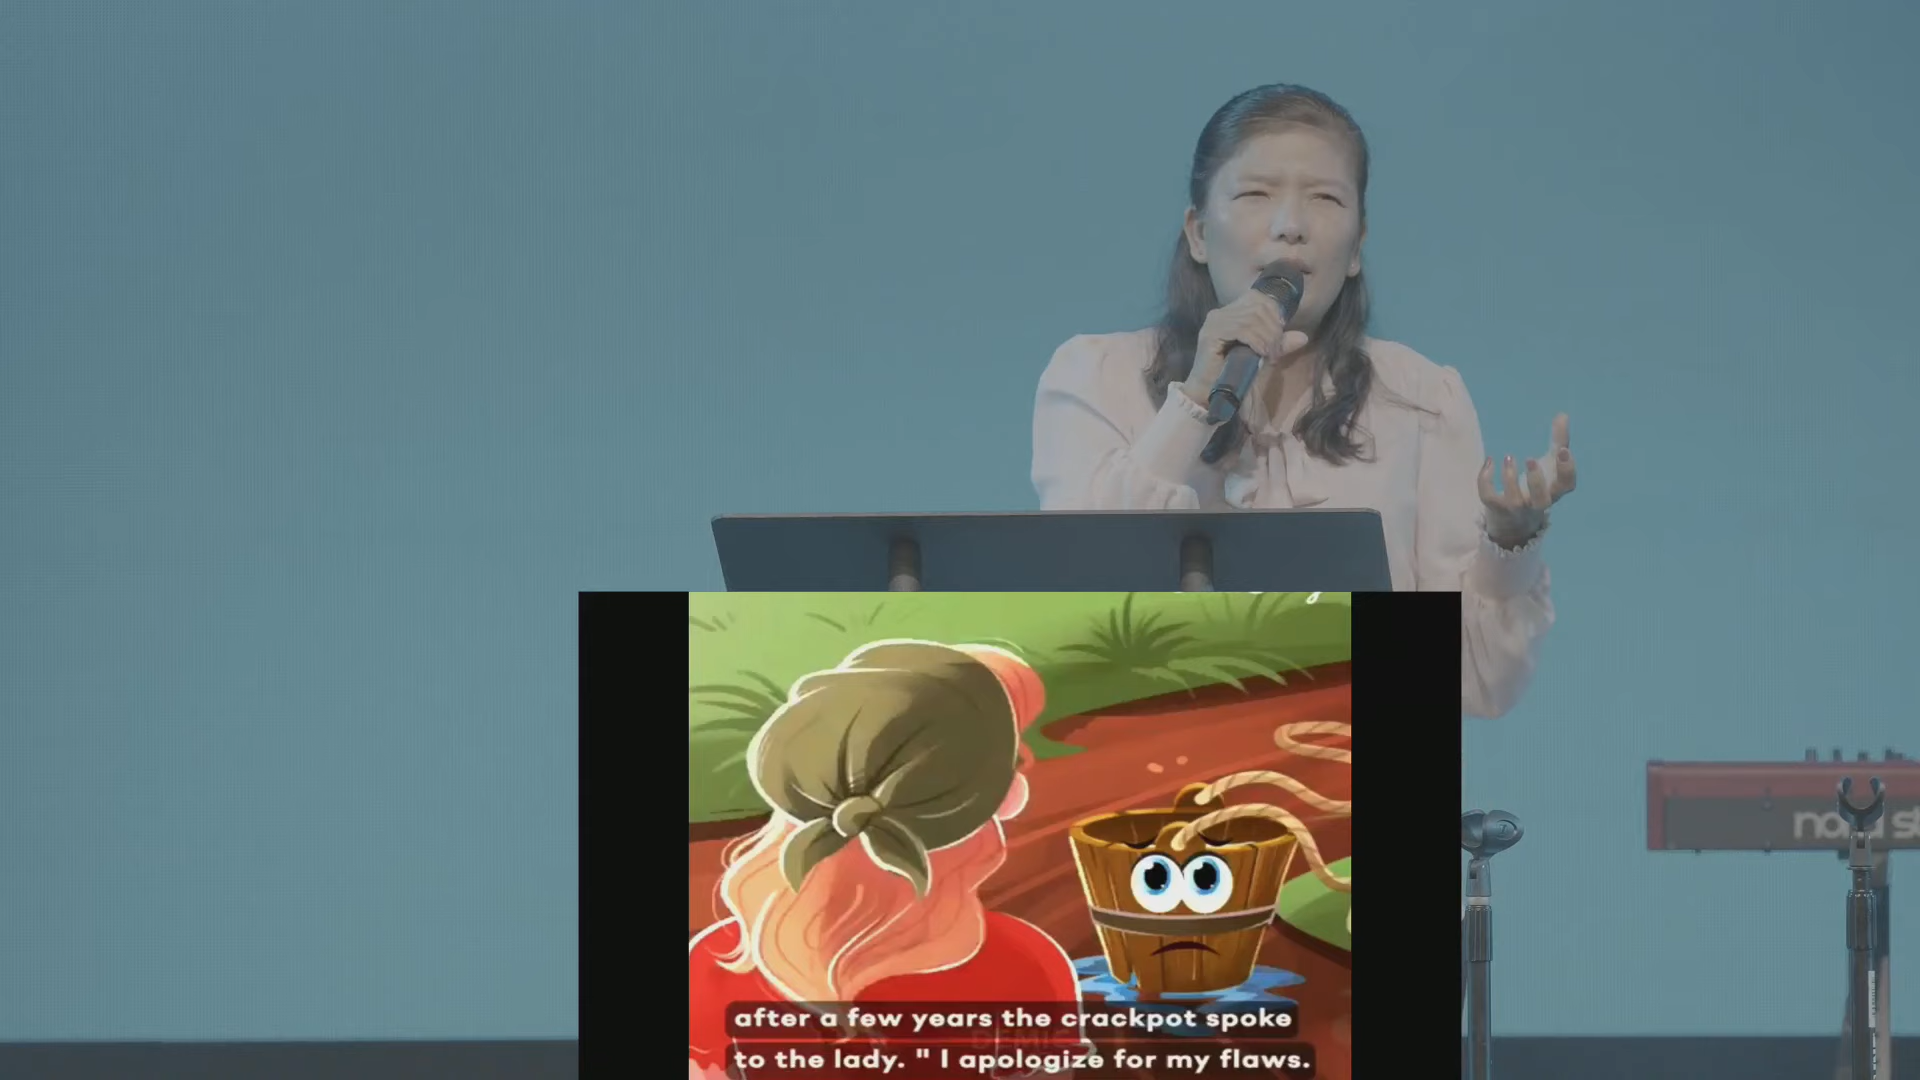 after a few years the crackpot spoke
to the lady. " I apologize for my flaws.